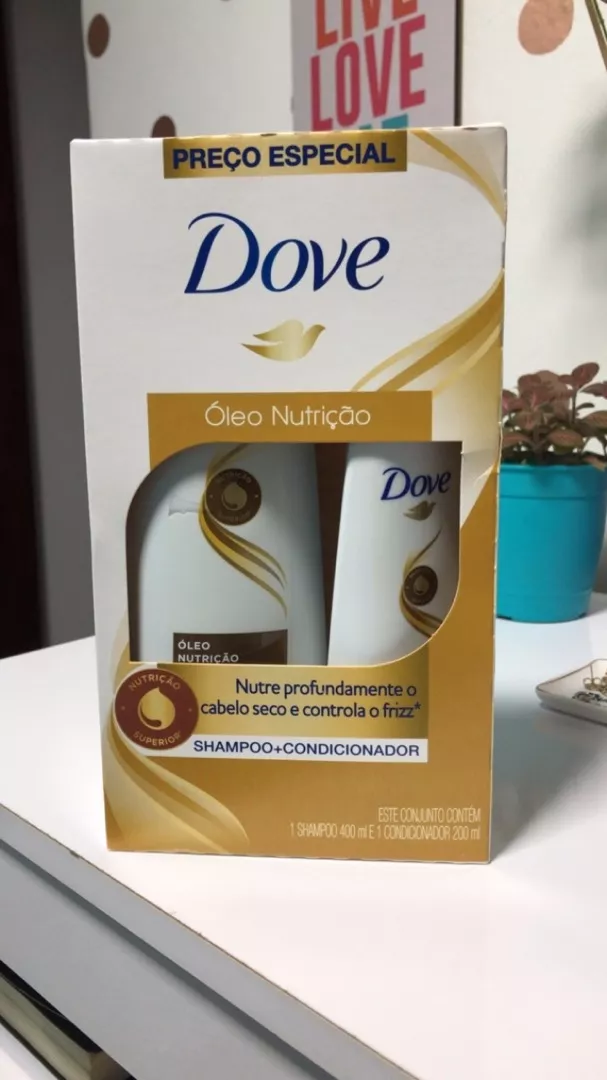 LIVE
LOVE
PREÇO ESPECIAL
Dove
Óleo Nutrição
Dove
ÓLEO
NUTRIÇÃO
NUTRIÇÃO
SUPERIOR
Nutre profundamente o
cabelo seco e controla o frizz*
SHAMPOO+CONDICIONADOR
ESTE CONJUNTO CONTÉM
1 SHAMPOO 400 ml E 1 CONDICIONADOR 200 ml